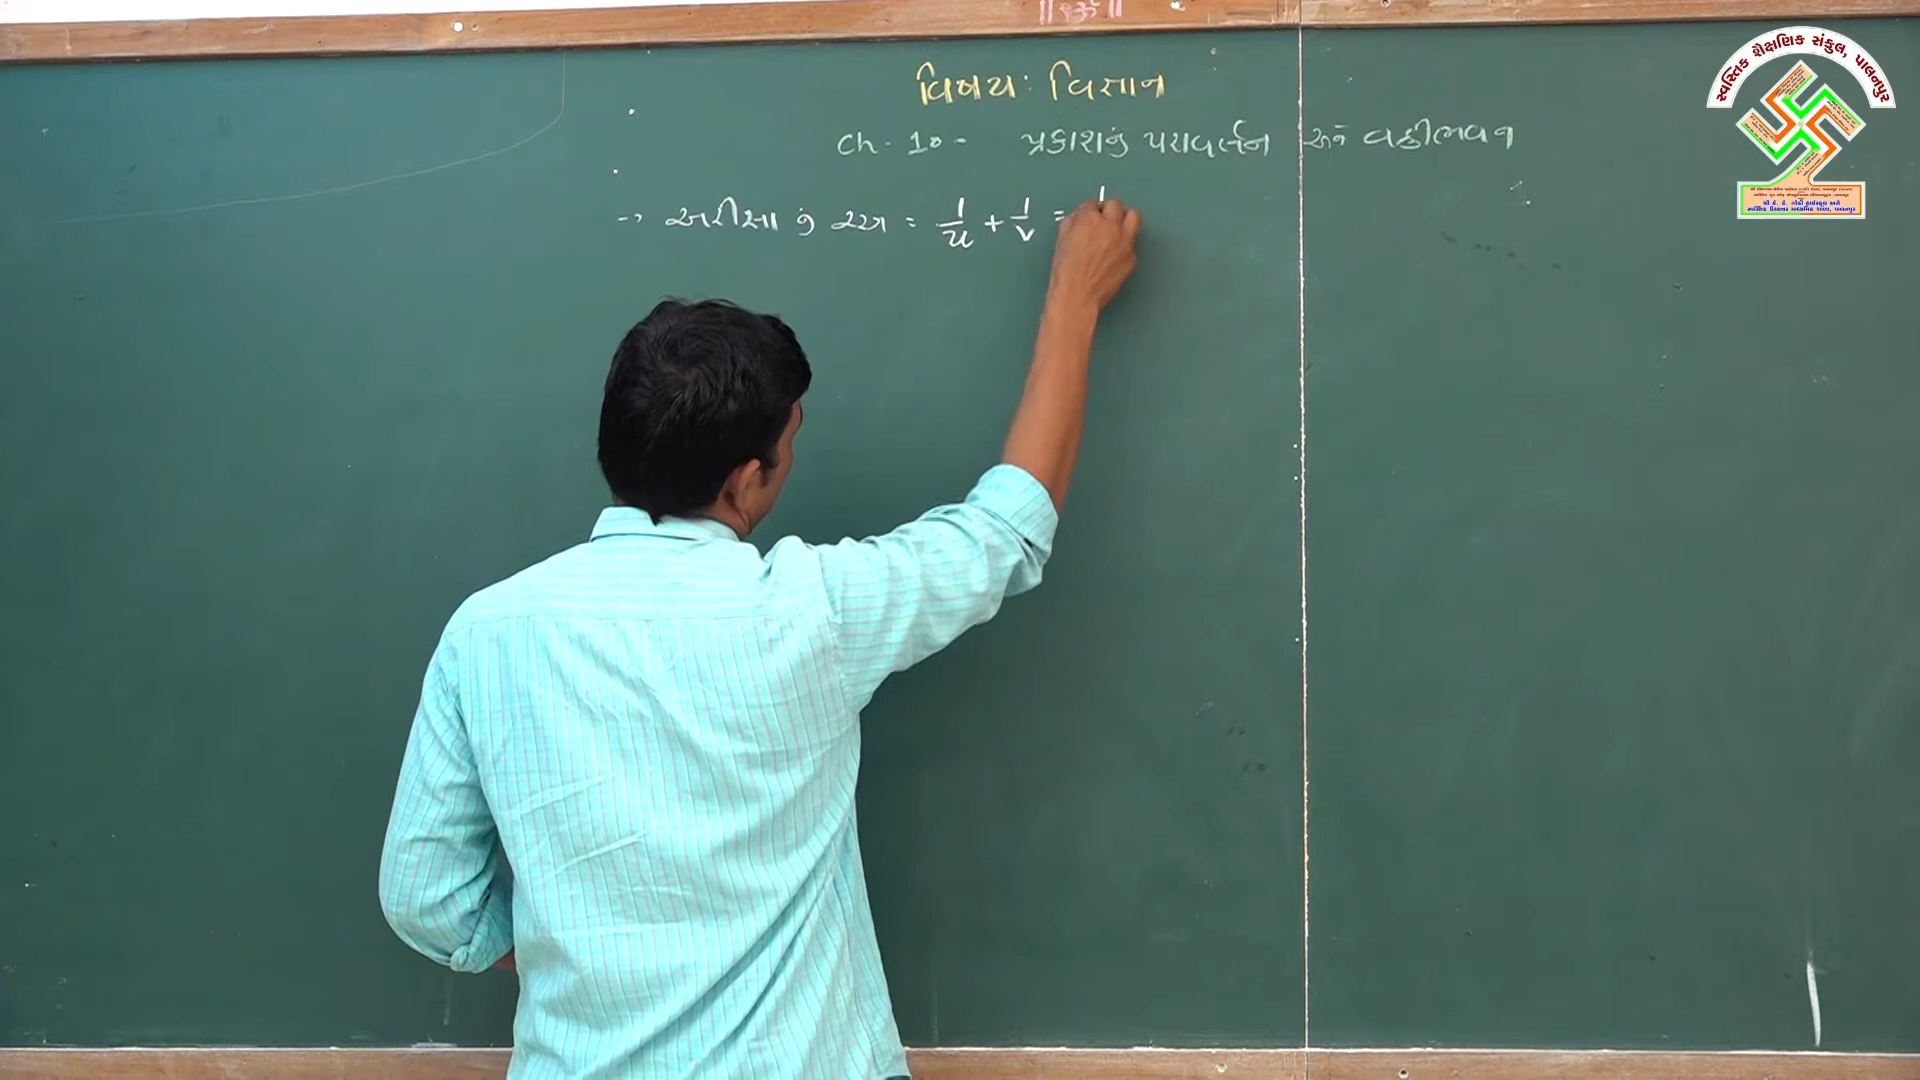 ||ૐ||
વિષય: વિજ્ઞાન
ch - 10 - પ્રકાશનું પરાવર્તન અને વક્રીભવન
→ અરીસા નું સૂત્ર = 1/u + 1/v = 1
સ્વસ્તિક શૈક્ષણિક સંકુલ, પાલનપુર